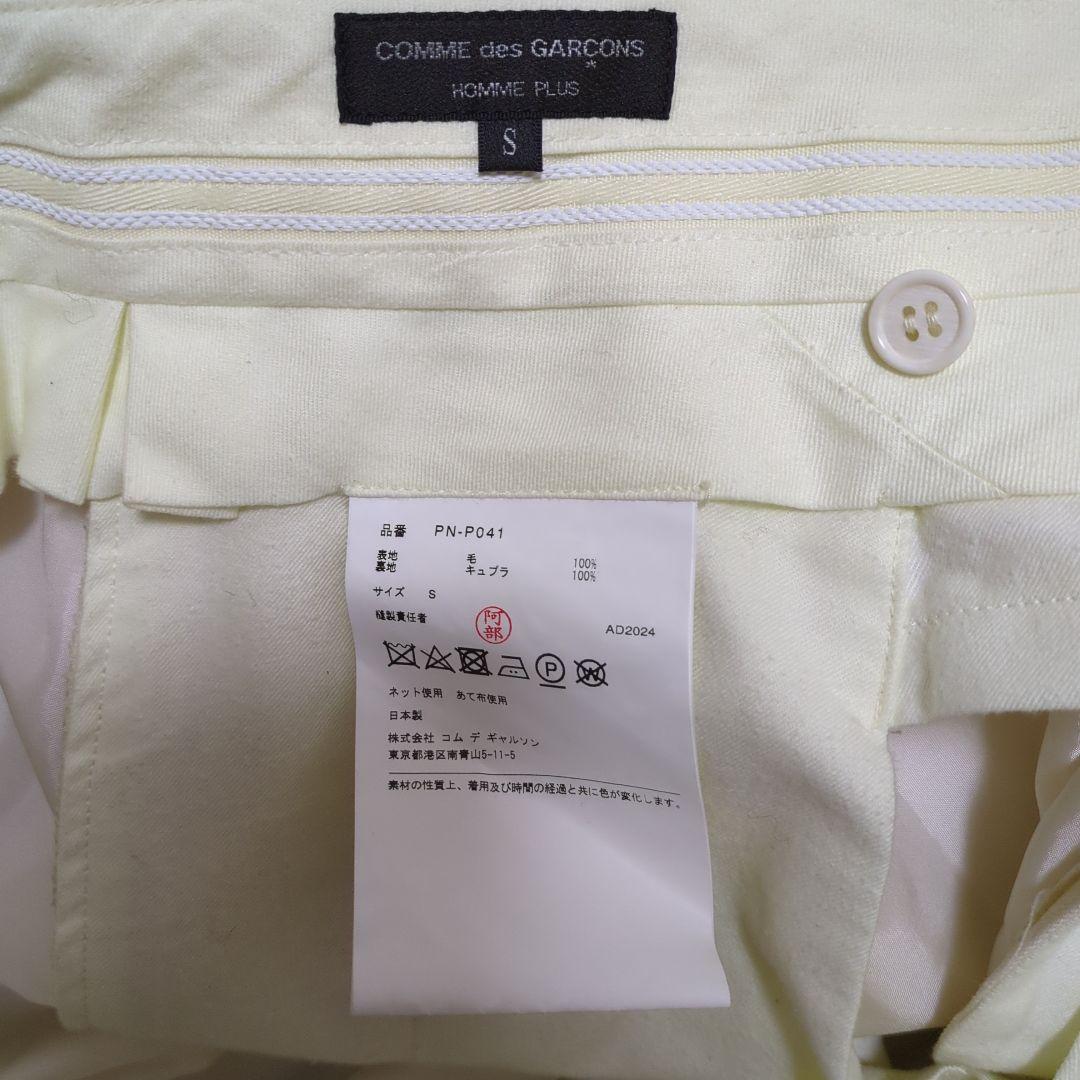 COMME des GARÇONS
HOMME PLUS
S
品番 PN-P041
表地 毛 100%
裏地 キュプラ 100%
サイズ S
縫製責任者 阿部 AD2024
P W
ネット使用 あて布使用
日本製
株式会社 コム デ ギャルソン
東京都港区南青山5-11-5
素材の性質上、着用及び時間の経過と共に色が変化します。